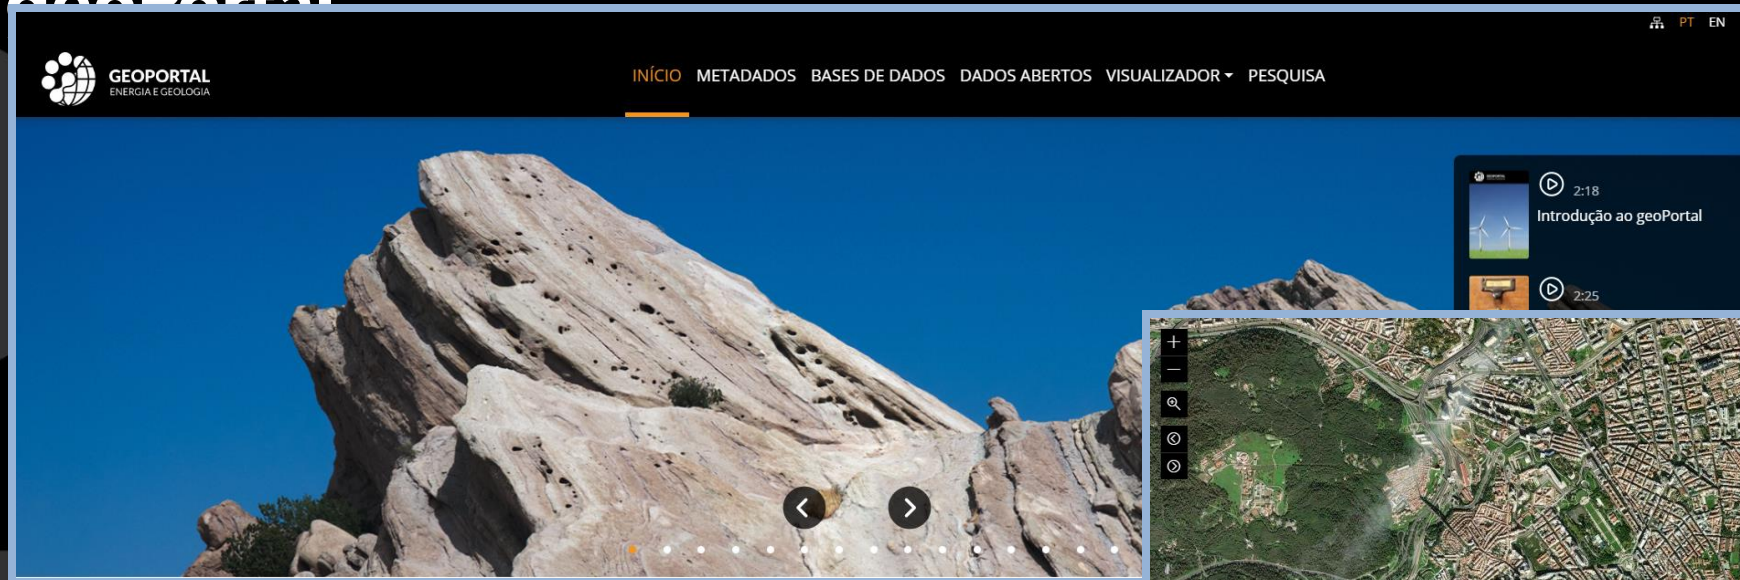 PT EN
GEOPORTAL
ENERGIA E GEOLOGIA
INÍCIO METADADOS BASES DE DADOS DADOS ABERTOS VISUALIZADOR PESQUISA
2:18
Introdução ao geoPortal
2:25